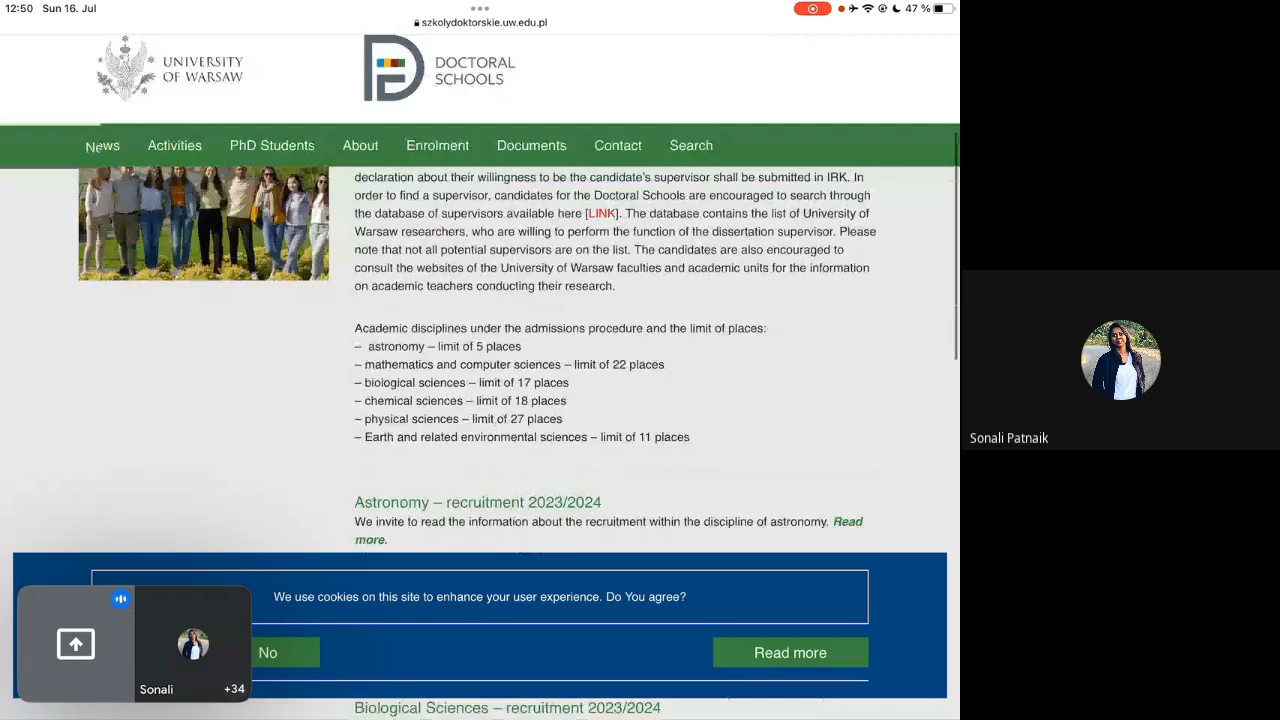 12:50 Sun 16. Jul
47 %
szkolydoktorskie.uw.edu.pl
UNIVERSITY
OF WARSAW
DOCTORAL
SCHOOLS
News Activities PhD Students About Enrolment Documents Contact Search
declaration about their willingness to be the candidate's supervisor shall be submitted in IRK. In
order to find a supervisor, candidates for the Doctoral Schools are encouraged to search through
the database of supervisors available here [LINK]. The database contains the list of University of
Warsaw researchers, who are willing to perform the function of the dissertation supervisor. Please
note that not all potential supervisors are on the list. The candidates are also encouraged to
consult the websites of the University of Warsaw faculties and academic units for the information
on academic teachers conducting their research.
Academic disciplines under the admissions procedure and the limit of places:
– astronomy – limit of 5 places
– mathematics and computer sciences – limit of 22 places
– biological sciences – limit of 17 places
– chemical sciences – limit of 18 places
– physical sciences – limit of 27 places
– Earth and related environmental sciences – limit of 11 places
Astronomy – recruitment 2023/2024
We invite to read the information about the recruitment within the discipline of astronomy. Read
more.
We use cookies on this site to enhance your user experience. Do You agree?
No
Read more
Sonali +34
Biological Sciences – recruitment 2023/2024
Sonali Patnaik